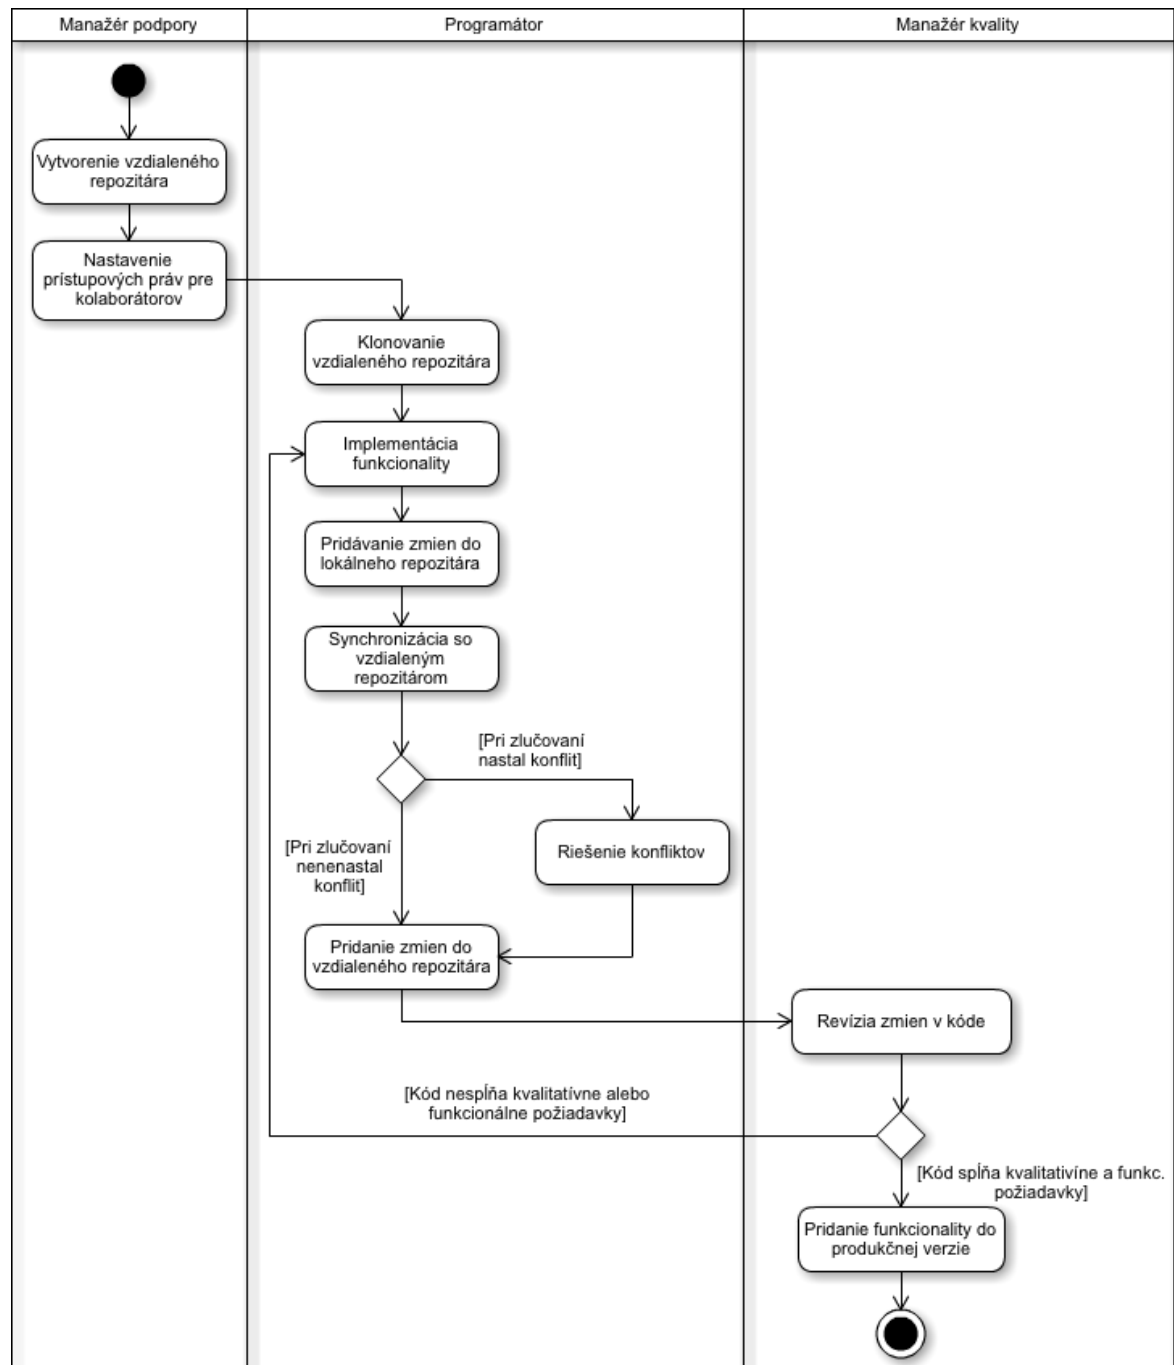 Manažér podpory
Programátor
Manažér kvality
Vytvorenie vzdialeného
repozitára
Nastavenie
prístupových práv pre
kolaborátorov
Klonovanie
vzdialeného repozitára
Implementácia
funkcionality
Pridávanie zmien do
lokálneho repozitára
Synchronizácia so
vzdialeným
repozitárom
[Pri zlučovaní
nastal konflit]
[Pri zlučovaní
nenenastal
konflit]
Riešenie konfliktov
Pridanie zmien do
vzdialeného repozitára
Revízia zmien v kóde
[Kód nespĺňa kvalitatívne alebo
funkcionálne požiadavky]
[Kód spĺňa kvalitativíne a funkc.
požiadavky]
Pridanie funkcionality do
produkčnej verzie